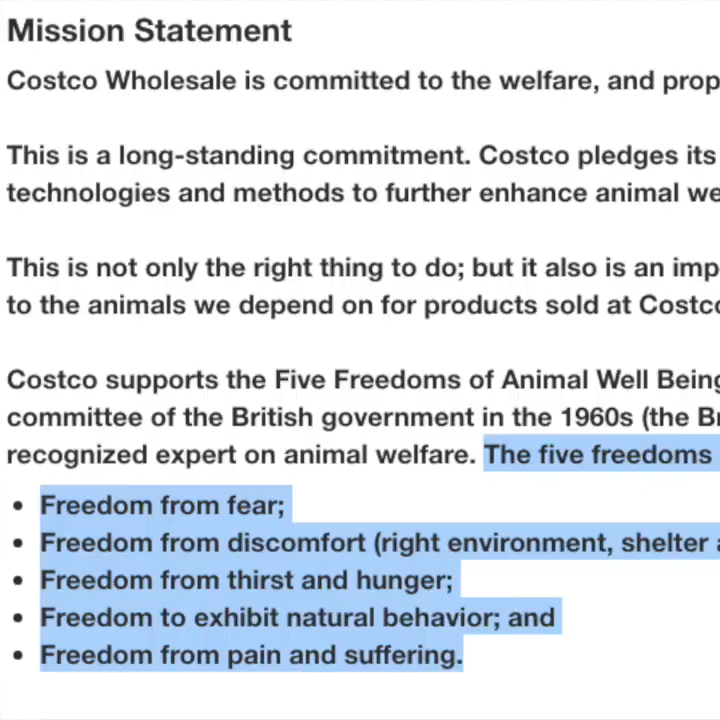 Mission Statement
Costco Wholesale is committed to the welfare, and prop
This is a long-standing commitment. Costco pledges its
technologies and methods to further enhance animal we
This is not only the right thing to do; but it also is an imp
to the animals we depend on for products sold at Costco
Costco supports the Five Freedoms of Animal Well Being
committee of the British government in the 1960s (the Br
recognized expert on animal welfare. The five freedoms
• Freedom from fear;
• Freedom from discomfort (right environment, shelter a
• Freedom from thirst and hunger;
• Freedom to exhibit natural behavior; and
• Freedom from pain and suffering.